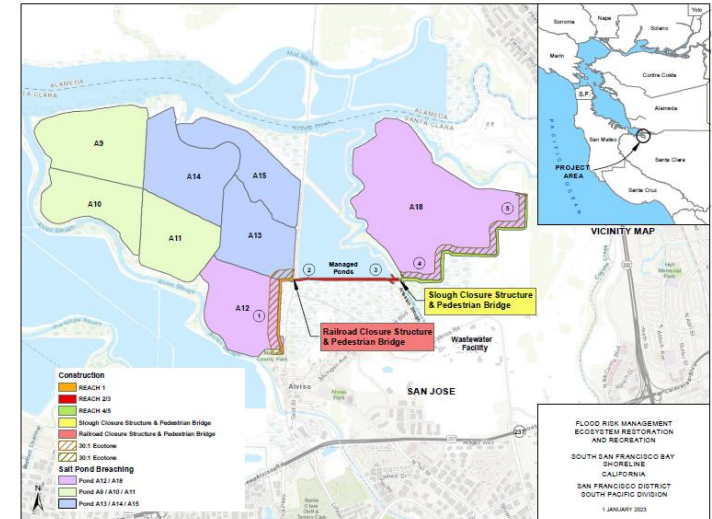 Mud Slough
ALAMEDA
SANTA CLARA
ALAMEDA
SANTA CLARA
A9
A10
A11
A14
A15
A13
A12
A18
1
2
3
4
5
Managed
Ponds
Slough Closure Structure
& Pedestrian Bridge
Railroad Closure Structure
& Pedestrian Bridge
Wastewater
Facility
Alviso
SAN JOSE
237
Construction
REACH 1
REACH 2/3
REACH 4/5
Slough Closure Structure & Pedestrian Bridge
Railroad Closure Structure & Pedestrian Bridge
30:1 Ecotone
30:1 Ecotone
Salt Pond Breaching
Pond A12 / A18
Pond A9 / A10 / A11
Pond A13 / A14 / A15
N
Sonoma
Napa
Yolo
Solano
Marin
Contra Costa
S.F.
Alameda
San Mateo
Santa Clara
Santa Cruz
PACIFIC OCEAN
PROJECT
AREA
VICINITY MAP
FLOOD RISK MANAGEMENT
ECOSYSTEM RESTORATION
AND RECREATION
SOUTH SAN FRANCISCO BAY
SHORELINE
CALIFORNIA
SAN FRANCISCO DISTRICT
SOUTH PACIFIC DIVISION
1 JANUARY 2023